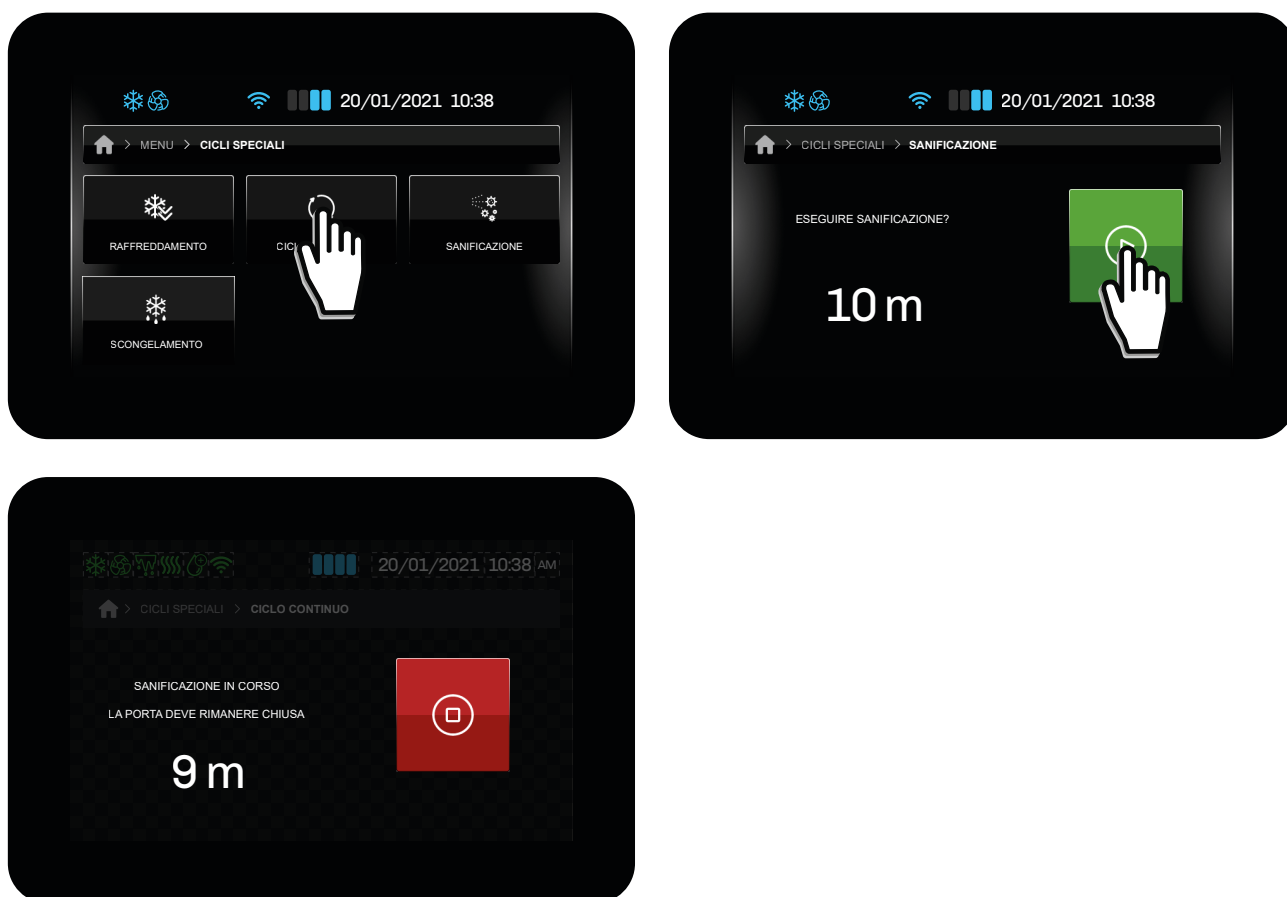 20/01/2021 10:38
MENU > CICLI SPECIALI
RAFFREDDAMENTO
SANIFICAZIONE
SCONGELAMENTO
20/01/2021 10:38
CICLI SPECIALI > SANIFICAZIONE
ESEGUIRE SANIFICAZIONE?
10 m
20/01/2021 10:38 AM
CICLI SPECIALI > CICLO CONTINUO
SANIFICAZIONE IN CORSO
LA PORTA DEVE RIMANERE CHIUSA
9 m